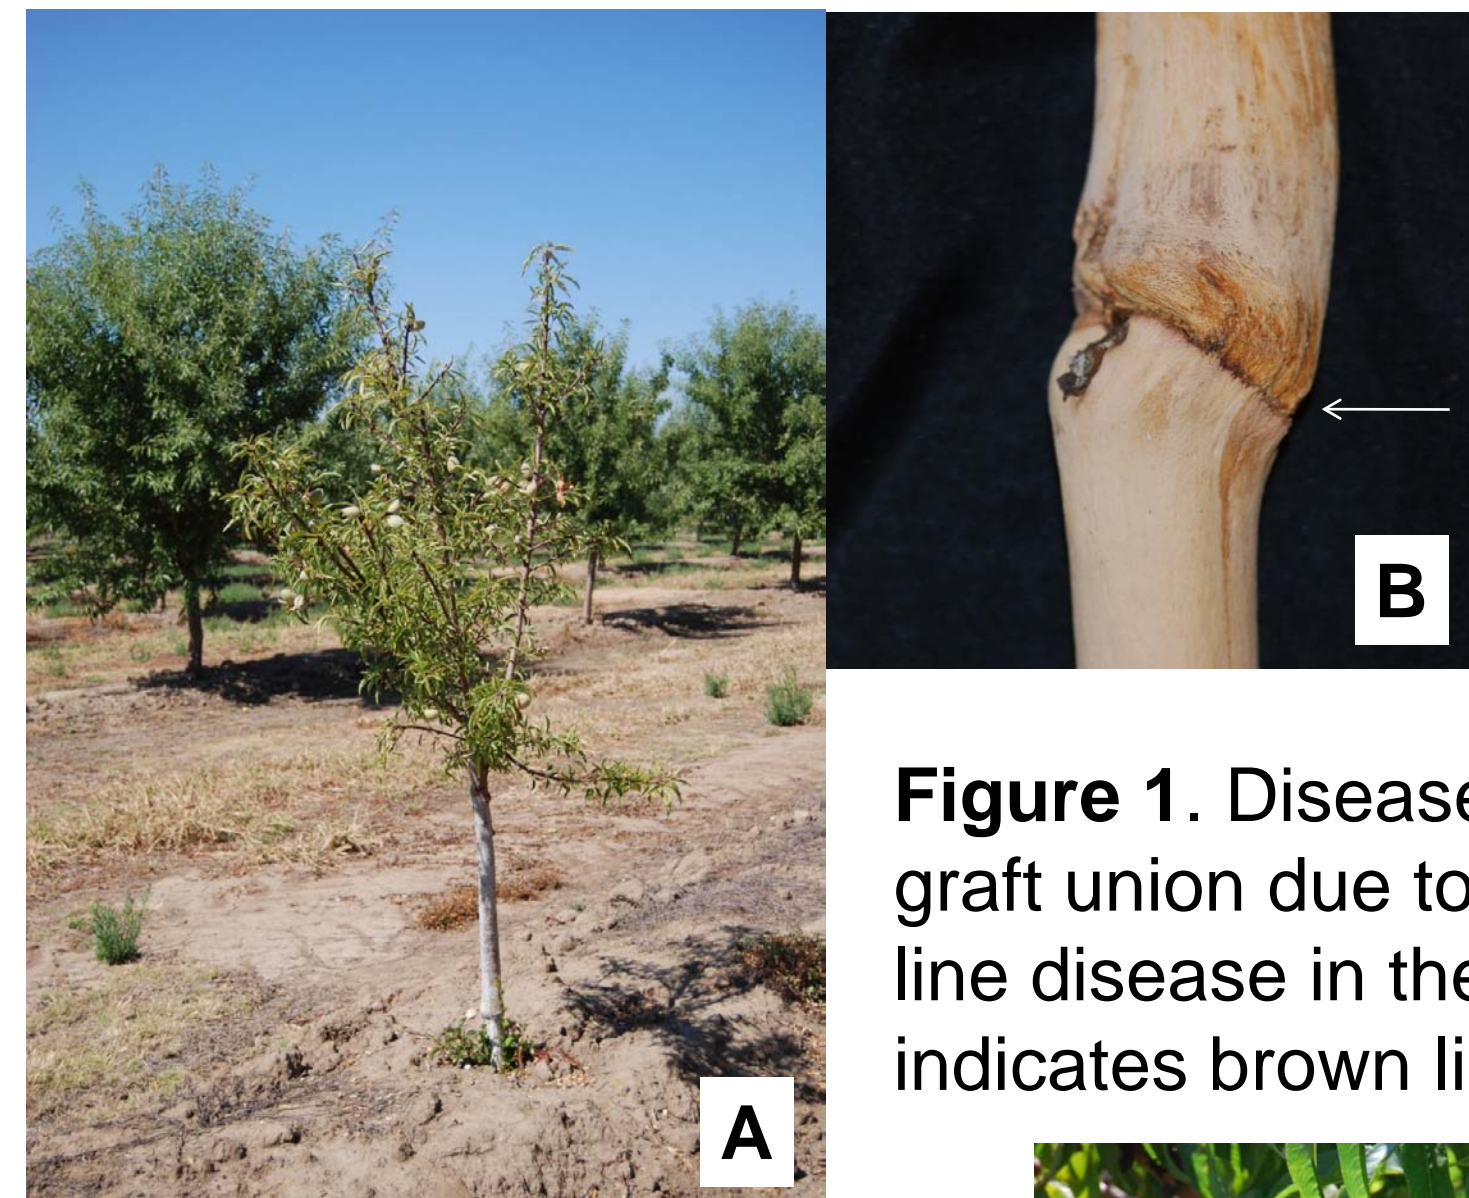 B
Figure 1. Disease
graft union due to
line disease in the
indicates brown li
A